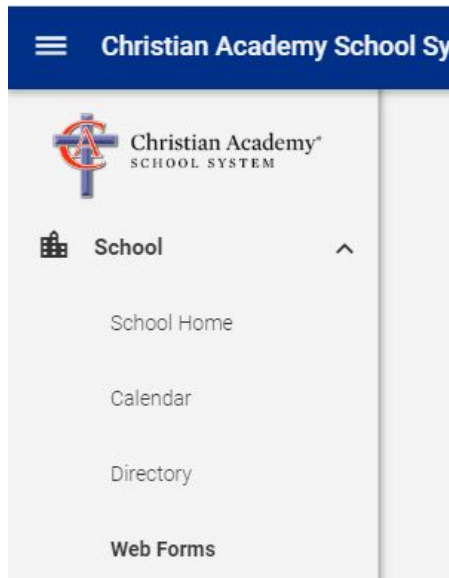 Christian Academy School Sy
Christian Academy®
SCHOOL SYSTEM
School
School Home
Calendar
Directory
Web Forms